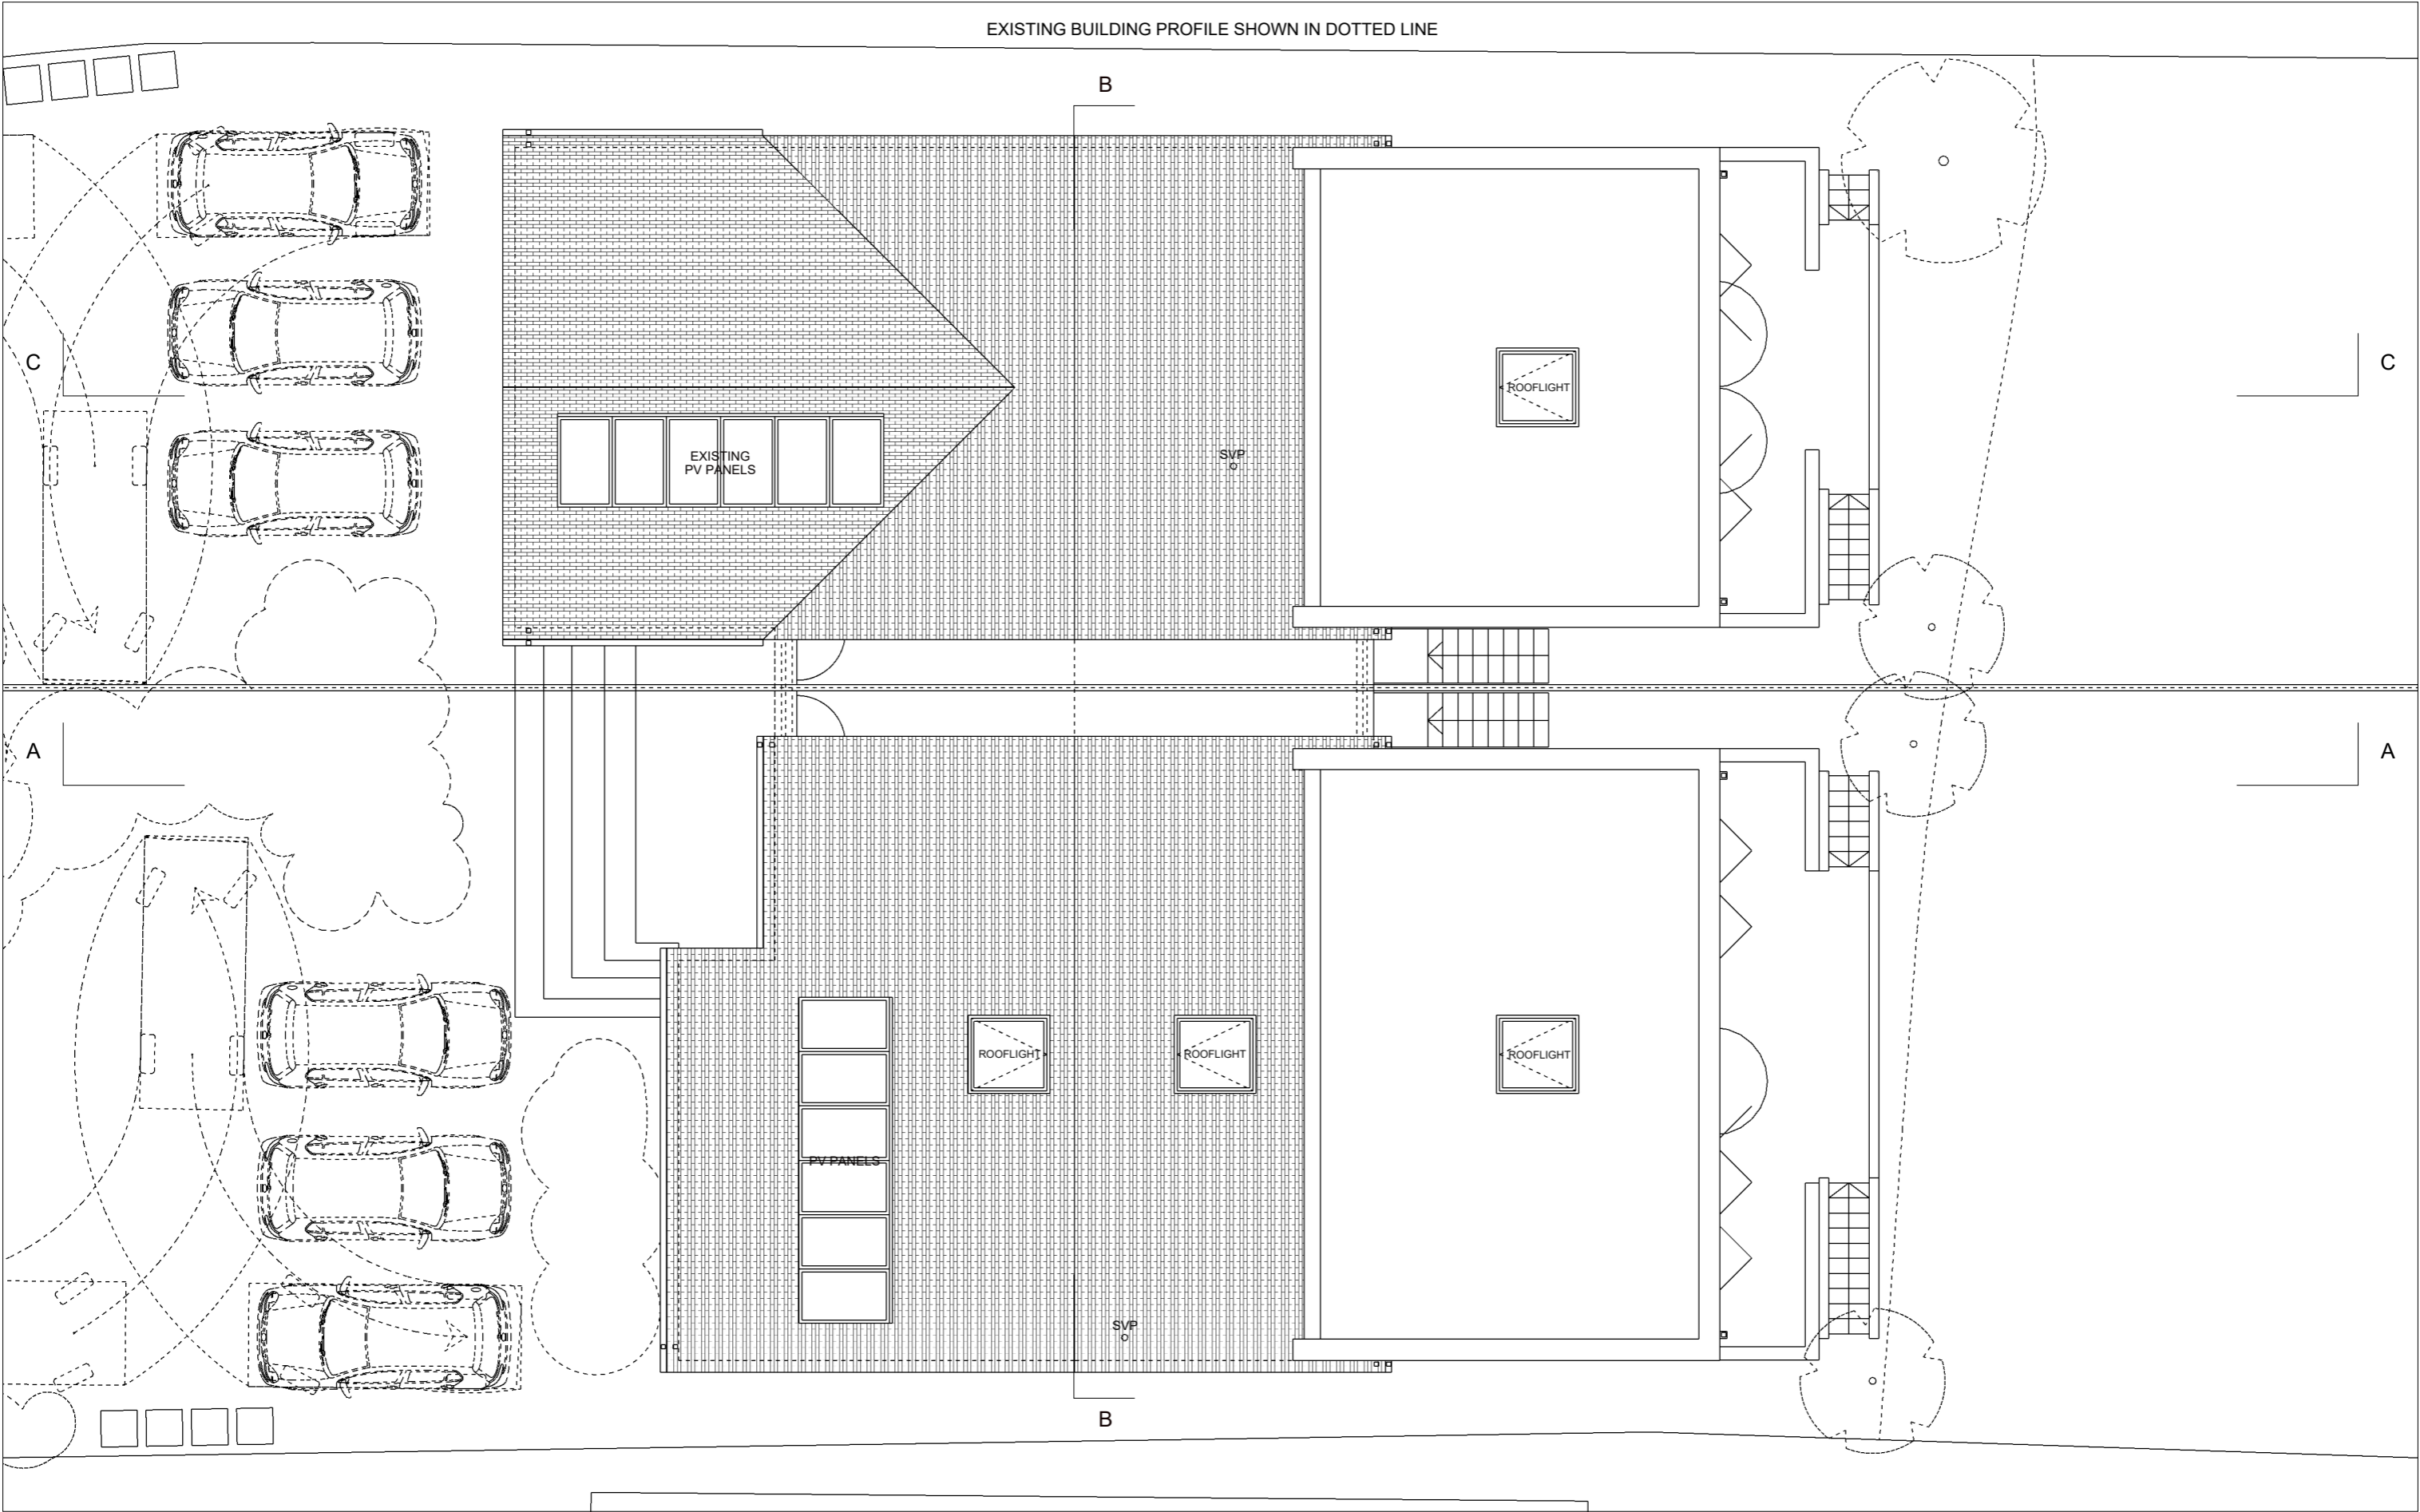 EXISTING BUILDING PROFILE SHOWN IN DOTTED LINE
B
C
C
ROOFLIGHT
SVP
EXISTING
PV PANELS
A
A
ROOFLIGHT
ROOFLIGHT
ROOFLIGHT
PV PANELS
SVP
B